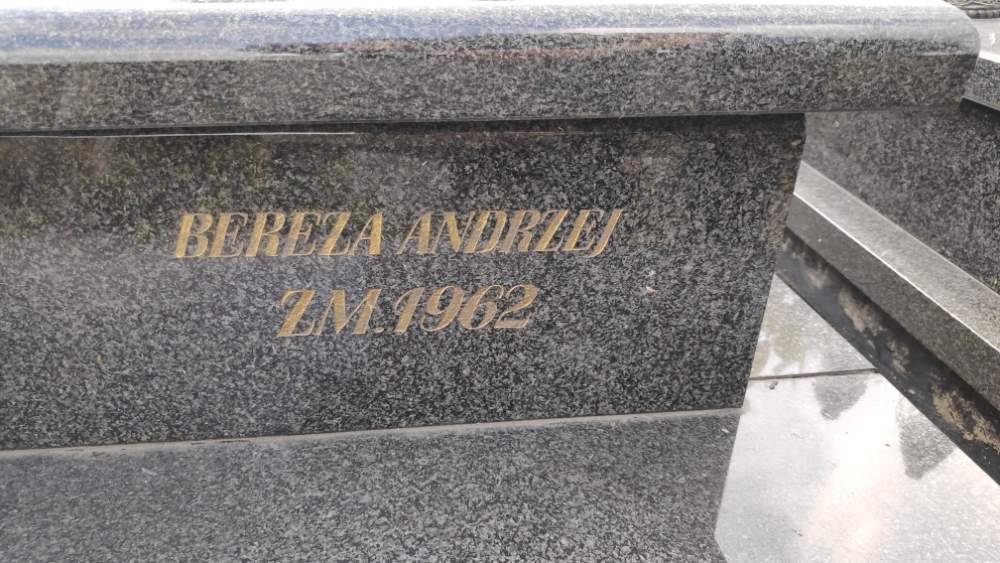 BEREZA ANDRZEJ
ZM.1962